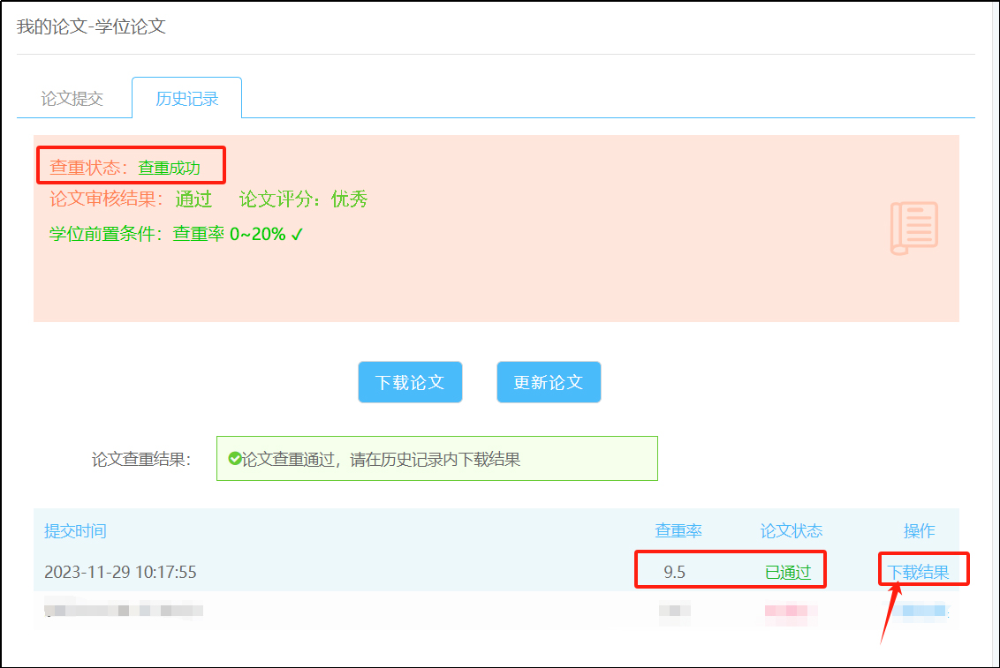 我的论文-学位论文
论文提交 历史记录
查重状态：查重成功
论文审核结果：通过 论文评分：优秀
学位前置条件：查重率 0~20% ✓
下载论文 更新论文
论文查重结果： 论文查重通过，请在历史记录内下载结果
提交时间 查重率 论文状态 操作
2023-11-29 10:17:55 9.5 已通过 下载结果